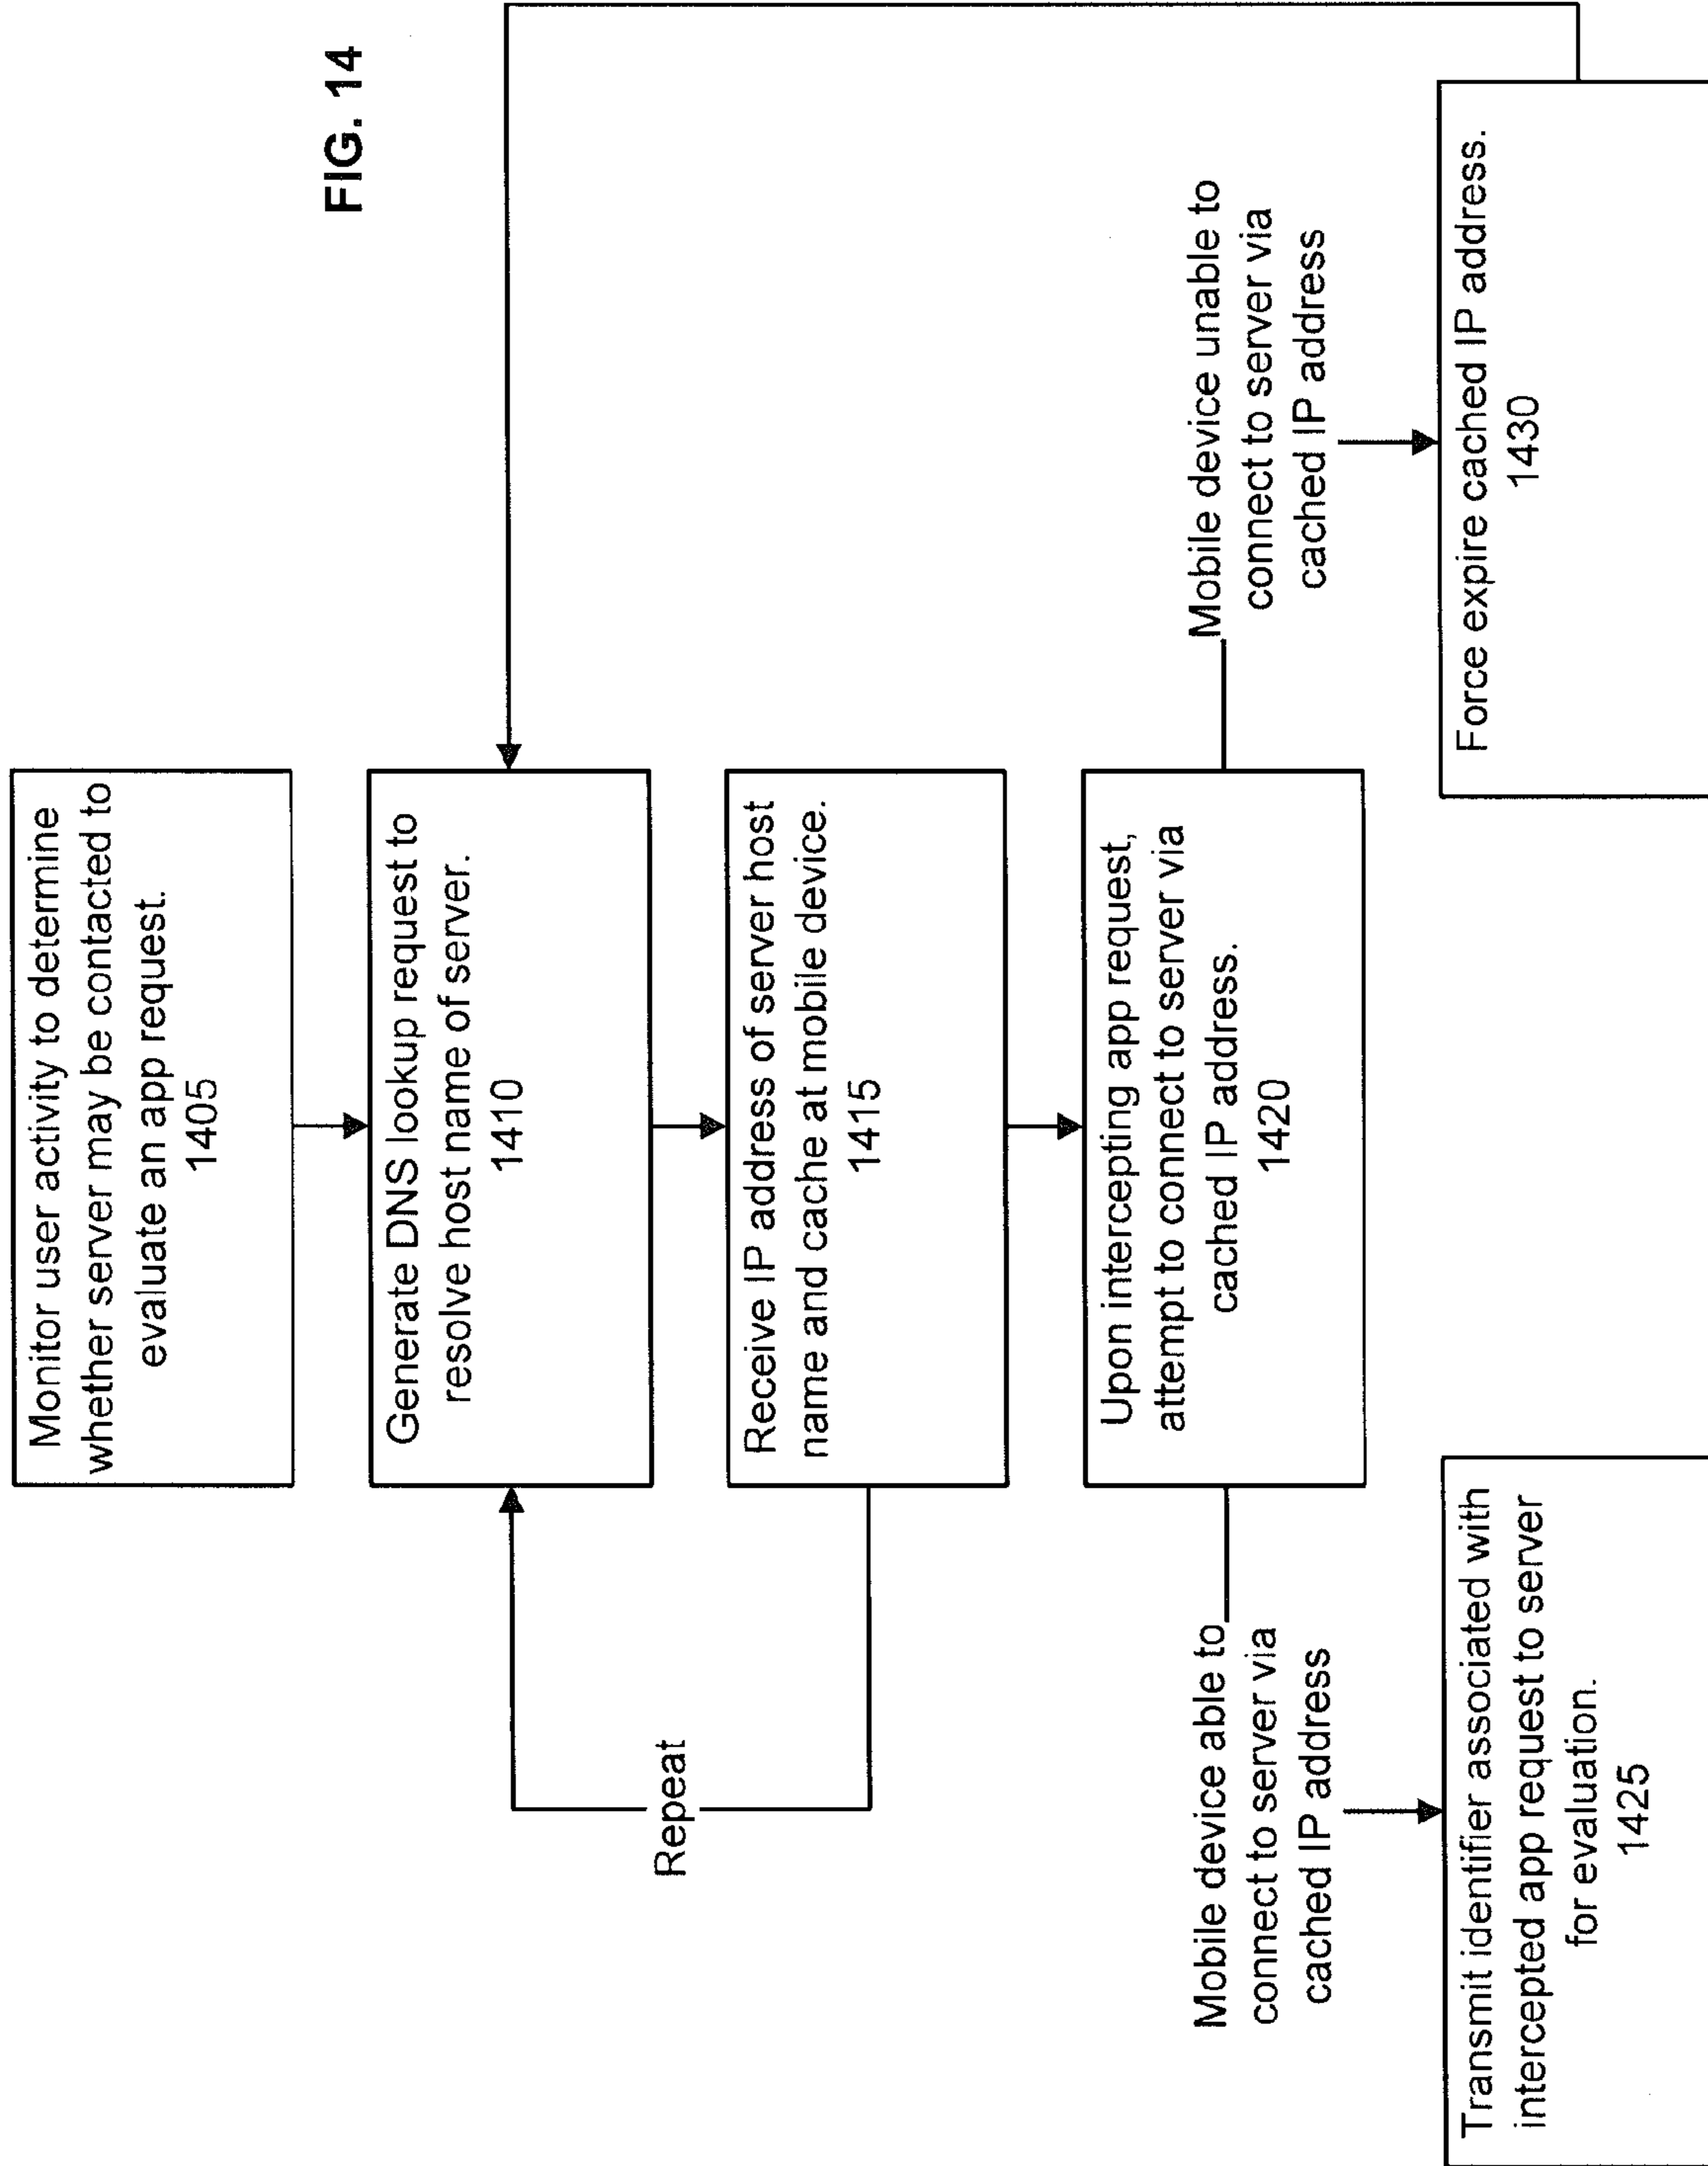 FIG. 14
Monitor user activity to determine
whether server may be contacted to
evaluate an app request.
1405
Generate DNS lookup request to
resolve host name of server.
1410
Receive IP address of server host
name and cache at mobile device.
1415
Repeat
Upon intercepting app request,
attempt to connect to server via
cached IP address.
1420
Mobile device able to
connect to server via
cached IP address
Mobile device unable to
connect to server via
cached IP address
Transmit identifier associated with
intercepted app request to server
for evaluation.
1425
Force expire cached IP address.
1430